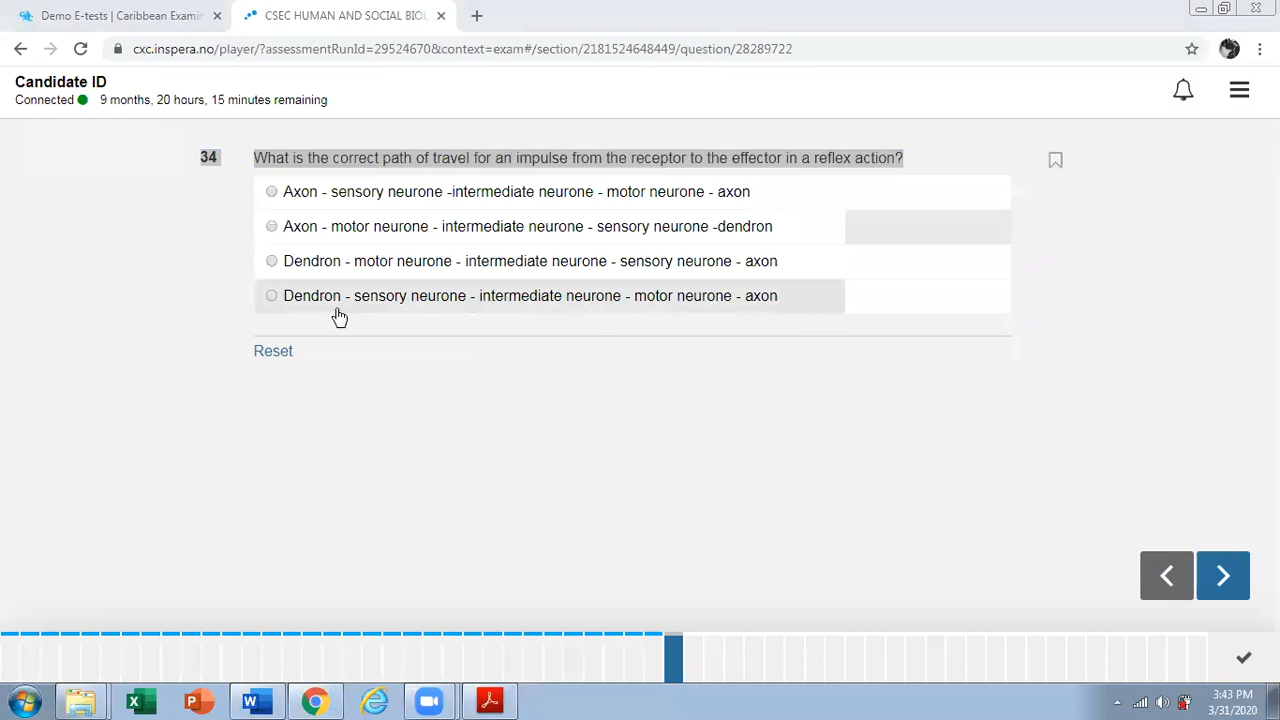 Demo E-tests | Caribbean Examin
CSEC HUMAN AND SOCIAL BIOL
cxc.inspera.no/player/?assessmentRunId=29524670&context=exam#/section/2181524648449/question/28289722
Candidate ID
Connected 9 months, 20 hours, 15 minutes remaining
34 What is the correct path of travel for an impulse from the receptor to the effector in a reflex action?
Axon - sensory neurone -intermediate neurone - motor neurone - axon
Axon - motor neurone - intermediate neurone - sensory neurone -dendron
Dendron - motor neurone - intermediate neurone - sensory neurone - axon
Dendron - sensory neurone - intermediate neurone - motor neurone - axon
Reset
3:43 PM
3/31/2020